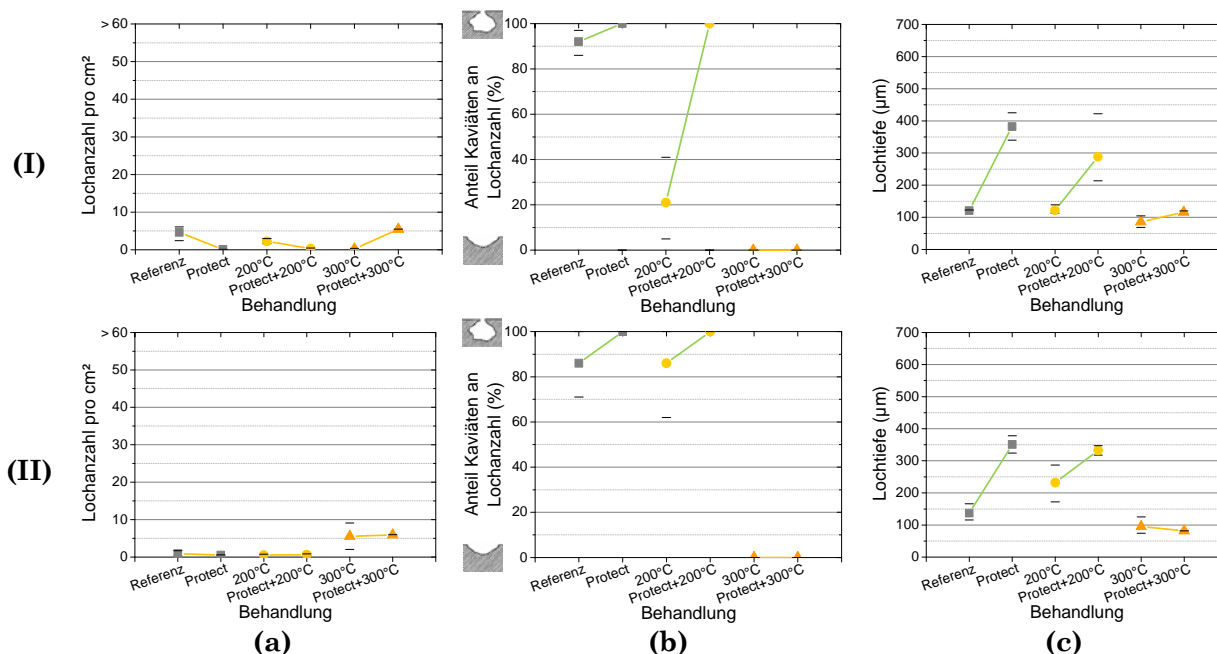 (I)
Lochanzahl pro cm²
> 60
50
40
30
20
10
0
Referenz
Protect
200°C
Protect+200°C
300°C
Protect+300°C
Behandlung
Anteil Kaviäten an
Lochanzahl (%)
100
80
60
40
20
0
Referenz
Protect
200°C
Protect+200°C
300°C
Protect+300°C
Behandlung
Lochtiefe (µm)
700
600
500
400
300
200
100
0
Referenz
Protect
200°C
Protect+200°C
300°C
Protect+300°C
Behandlung
(II)
Lochanzahl pro cm²
> 60
50
40
30
20
10
0
Referenz
Protect
200°C
Protect+200°C
300°C
Protect+300°C
Behandlung
(a)
Anteil Kaviäten an
Lochanzahl (%)
100
80
60
40
20
0
Referenz
Protect
200°C
Protect+200°C
300°C
Protect+300°C
Behandlung
(b)
Lochtiefe (µm)
700
600
500
400
300
200
100
0
Referenz
Protect
200°C
Protect+200°C
300°C
Protect+300°C
Behandlung
(c)